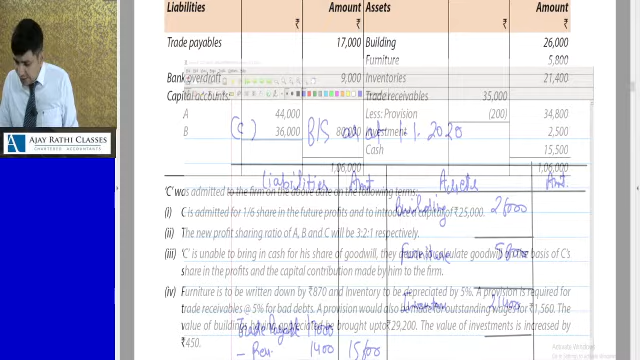 Liabilities Amount Assets Amount
₹ ₹ ₹ ₹
Trade payables 17,000 Building 26,000
Furniture 5,800
Bank overdraft 9,000 Inventories 21,400
Capital accounts: Trade receivables 35,000
A 44,000 Less: Provision (200) 34,800
B 36,000 80,000 Investment 2,500
Cash 15,500
1,06,000 1,06,000
(c) B/S as at 1.1.2020
Liabilities Amt Assets Amt.
'C' was admitted to the firm on the above date on the following terms:
(i) C is admitted for 1/6 share in the future profits and to introduce a capital of ₹25,000.
Building 26000
(ii) The new profit sharing ratio of A, B and C will be 3:2:1 respectively.
(iii) 'C' is unable to bring in cash for his share of goodwill, calculate goodwill basis of C's
share in the profits and the capital contribution made by him to the firm.
Furniture 5800
(iv) Furniture is to be written down by ₹870 and Inventory to be depreciated by 5%. A provision is required for
trade receivables @ 5% for bad debts. A provision would also be made for outstanding wages for ₹1,560. The
value of buildings having appreciated be brought upto ₹29,200. The value of investments is increased by
₹450.
21400
Trade Payable 17000
- Rev. 1400 15600
AJAY RATHI CLASSES
Chartered Accountants
Activate Windows